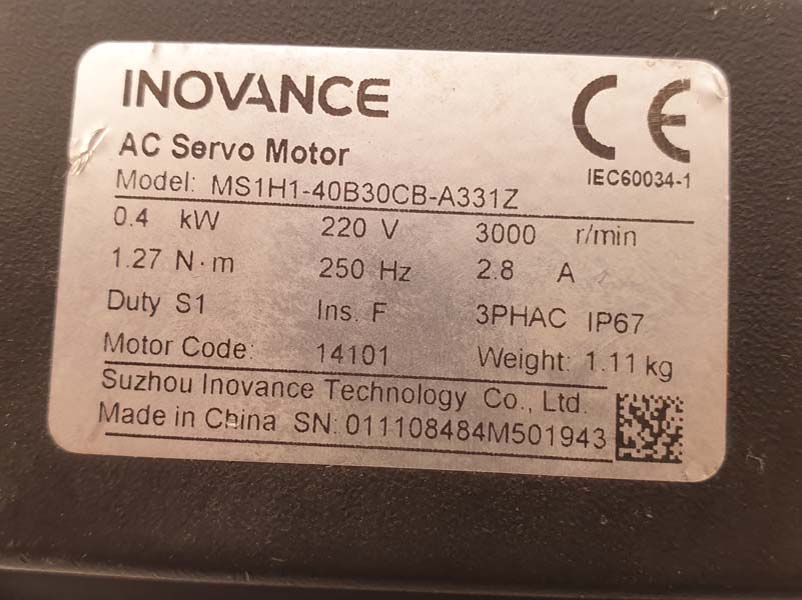 INOVANCE
CE
AC Servo Motor
IEC60034-1
Model: MS1H1-40B30CB-A331Z
0.4 kW 220 V 3000 r/min
1.27 N·m 250 Hz 2.8 A
Duty S1 Ins. F 3PHAC IP67
Motor Code: 14101 Weight: 1.11 kg
Suzhou Inovance Technology Co., Ltd.
Made in China SN: 011108484M501943